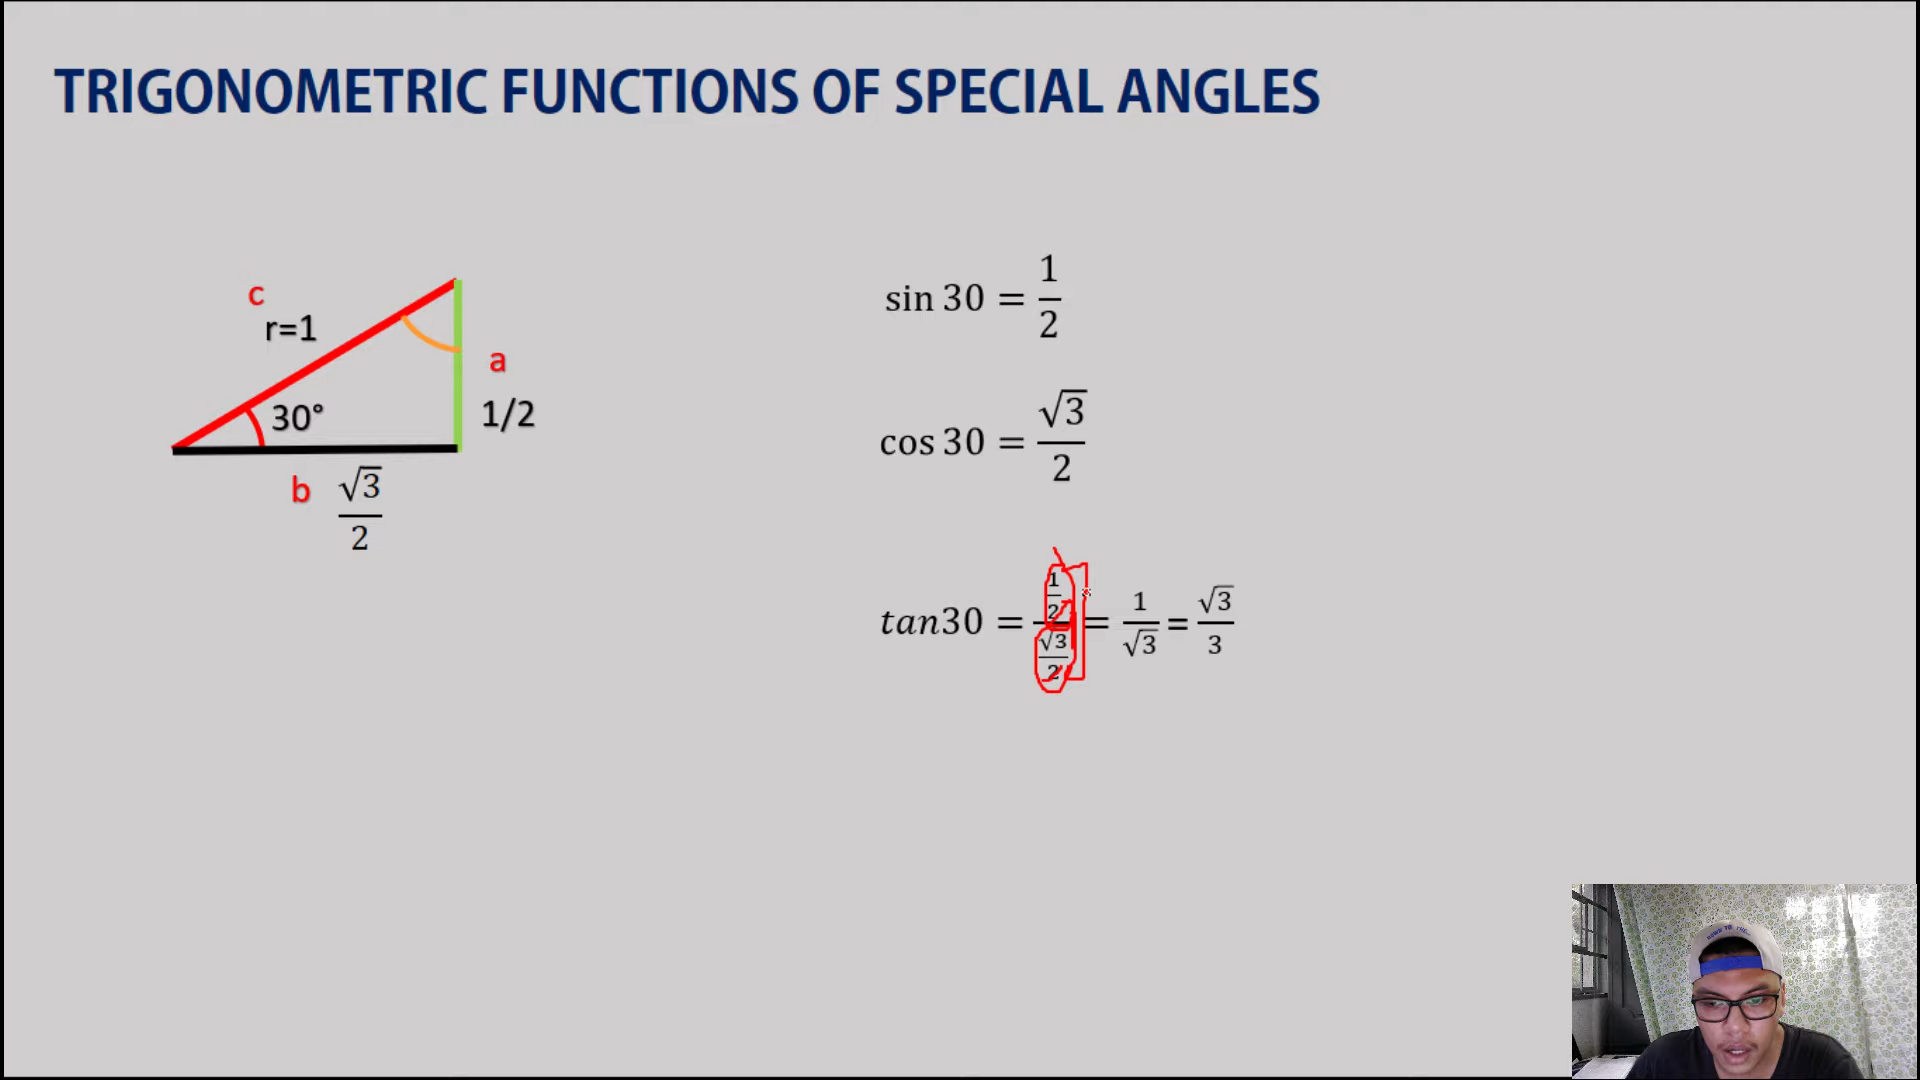 TRIGONOMETRIC FUNCTIONS OF SPECIAL ANGLES
c
r=1
a
30°
1/2
b √3/2
sin 30 = 1/2
cos 30 = √3/2
tan30 = (1/2)/(√3/2) = 1/√3 = √3/3